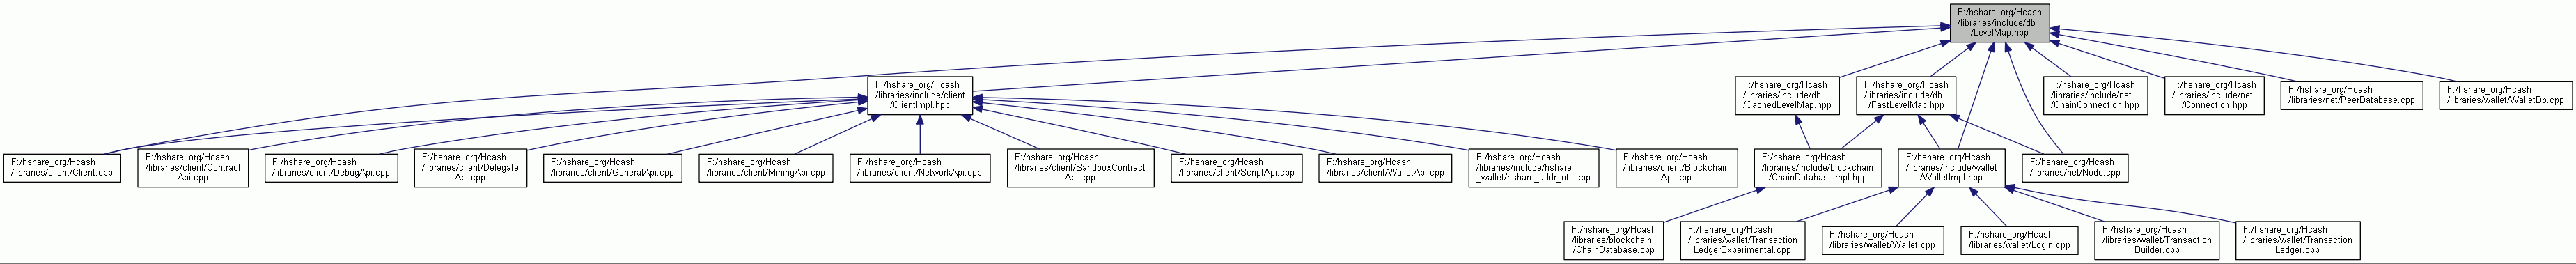 F:/hshare_org/Hcash
/libraries/include/db
/LevelMap.hpp
F:/hshare_org/Hcash
/libraries/include/client
/ClientImpl.hpp
F:/hshare_org/Hcash
/libraries/include/db
/CachedLevelMap.hpp
F:/hshare_org/Hcash
/libraries/include/db
/FastLevelMap.hpp
F:/hshare_org/Hcash
/libraries/include/net
/ChainConnection.hpp
F:/hshare_org/Hcash
/libraries/include/net
/Connection.hpp
F:/hshare_org/Hcash
/libraries/net/PeerDatabase.cpp
F:/hshare_org/Hcash
/libraries/wallet/WalletDb.cpp
F:/hshare_org/Hcash
/libraries/client/Client.cpp
F:/hshare_org/Hcash
/libraries/client/Contract
Api.cpp
F:/hshare_org/Hcash
/libraries/client/DebugApi.cpp
F:/hshare_org/Hcash
/libraries/client/Delegate
Api.cpp
F:/hshare_org/Hcash
/libraries/client/GeneralApi.cpp
F:/hshare_org/Hcash
/libraries/client/MiningApi.cpp
F:/hshare_org/Hcash
/libraries/client/NetworkApi.cpp
F:/hshare_org/Hcash
/libraries/client/SandboxContract
Api.cpp
F:/hshare_org/Hcash
/libraries/client/ScriptApi.cpp
F:/hshare_org/Hcash
/libraries/client/WalletApi.cpp
F:/hshare_org/Hcash
/libraries/include/hshare
_wallet/hshare_addr_util.cpp
F:/hshare_org/Hcash
/libraries/client/Blockchain
Api.cpp
F:/hshare_org/Hcash
/libraries/include/blockchain
/ChainDatabaseImpl.hpp
F:/hshare_org/Hcash
/libraries/include/wallet
/WalletImpl.hpp
F:/hshare_org/Hcash
/libraries/net/Node.cpp
F:/hshare_org/Hcash
/libraries/blockchain
/ChainDatabase.cpp
F:/hshare_org/Hcash
/libraries/wallet/Transaction
LedgerExperimental.cpp
F:/hshare_org/Hcash
/libraries/wallet/Wallet.cpp
F:/hshare_org/Hcash
/libraries/wallet/Login.cpp
F:/hshare_org/Hcash
/libraries/wallet/Transaction
Builder.cpp
F:/hshare_org/Hcash
/libraries/wallet/Transaction
Ledger.cpp